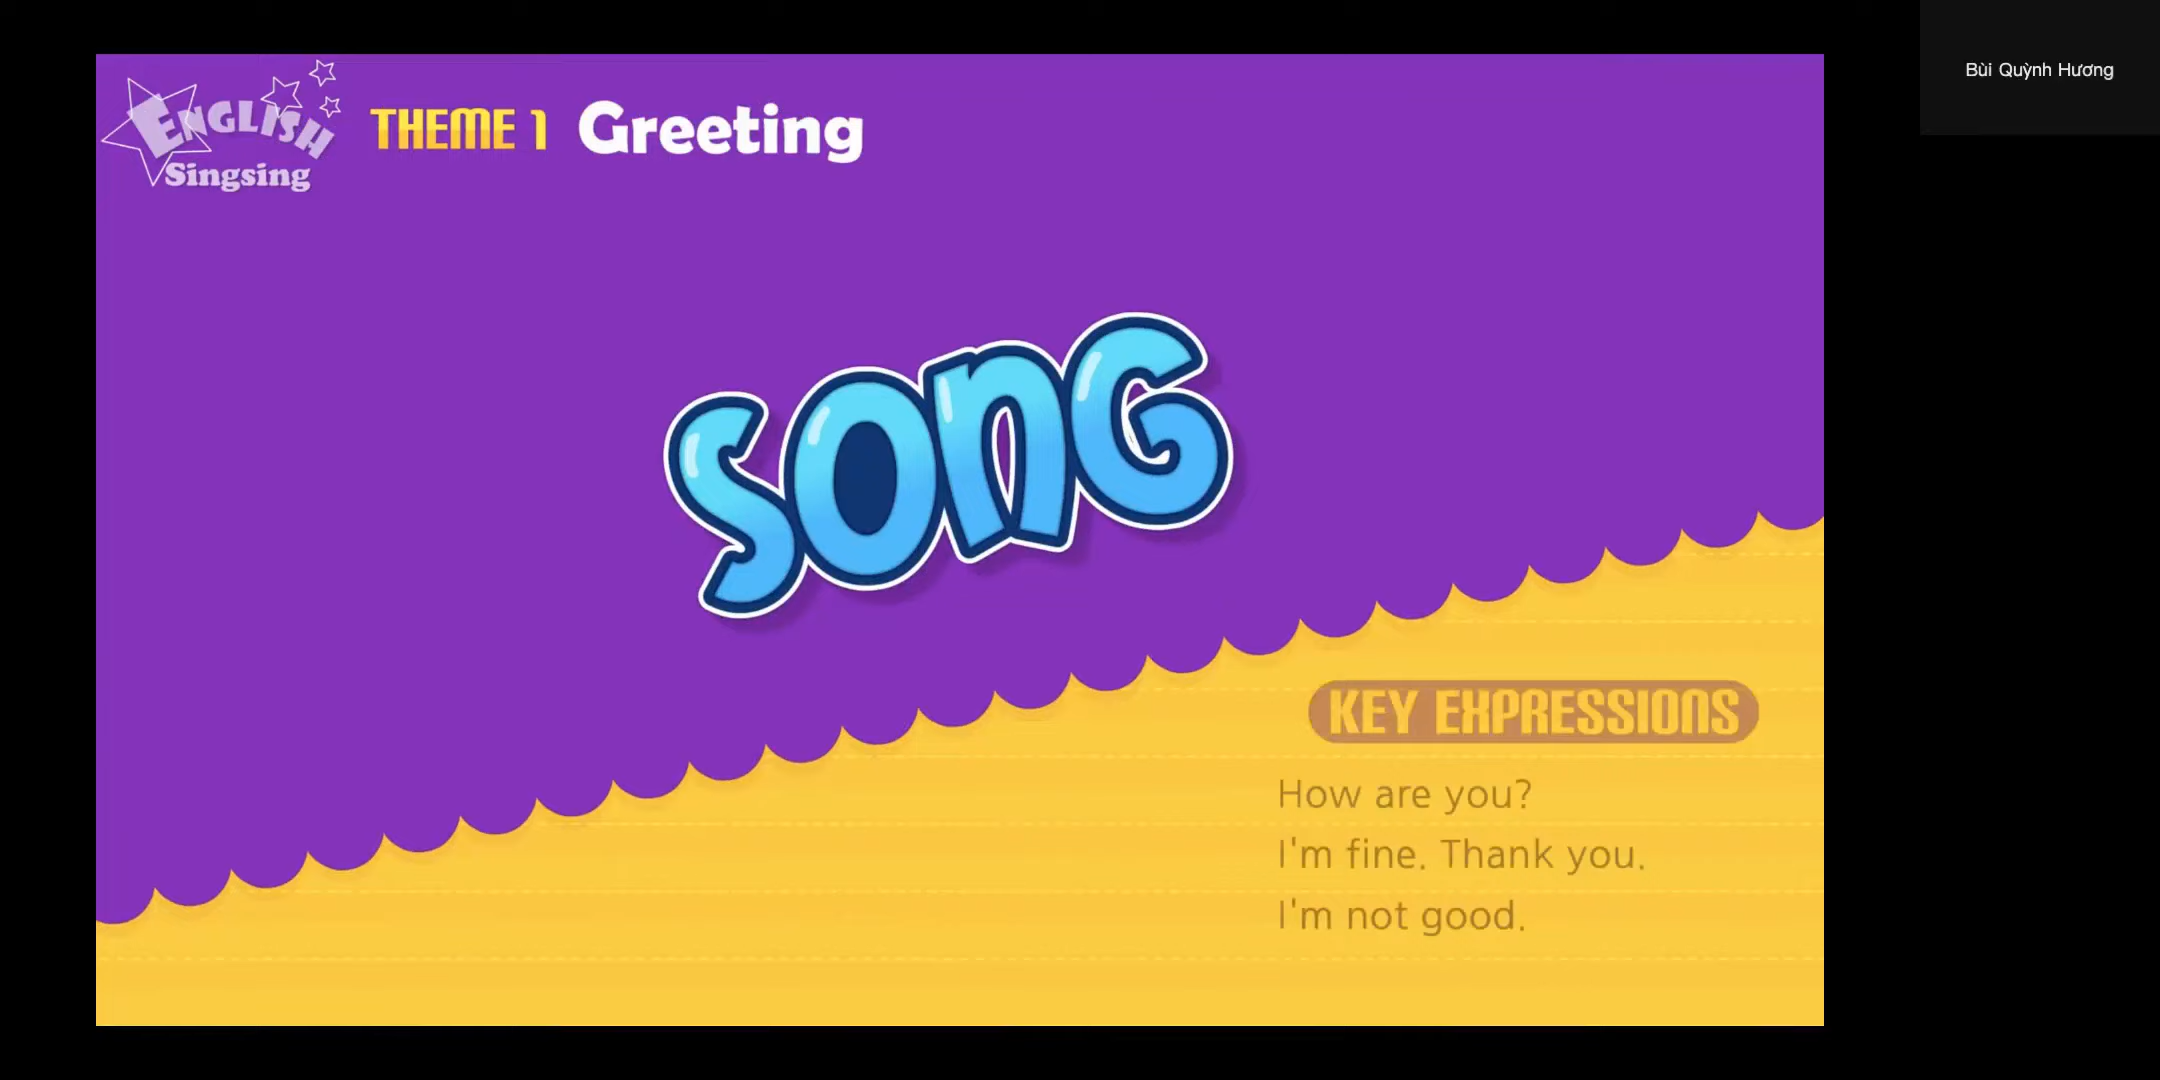 ENGLISH
Singsing
THEME 1 Greeting
Bùi Quỳnh Hương
SONG
KEY EXPRESSIONS
How are you?
I'm fine. Thank you.
I'm not good.